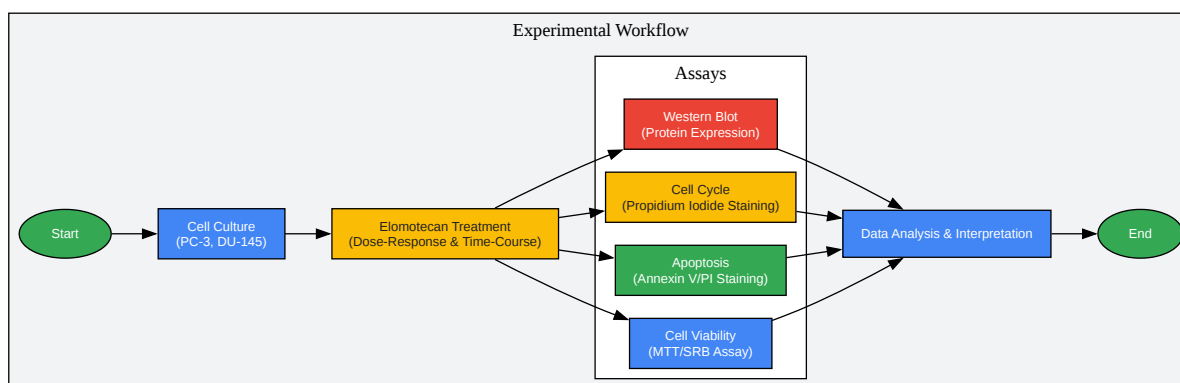 Experimental Workflow
Assays
Western Blot
(Protein Expression)
Cell Cycle
(Propidium Iodide Staining)
Start
Cell Culture
(PC-3, DU-145)
Elomotecan Treatment
(Dose-Response & Time-Course)
Data Analysis & Interpretation
End
Apoptosis
(Annexin V/PI Staining)
Cell Viability
(MTT/SRB Assay)